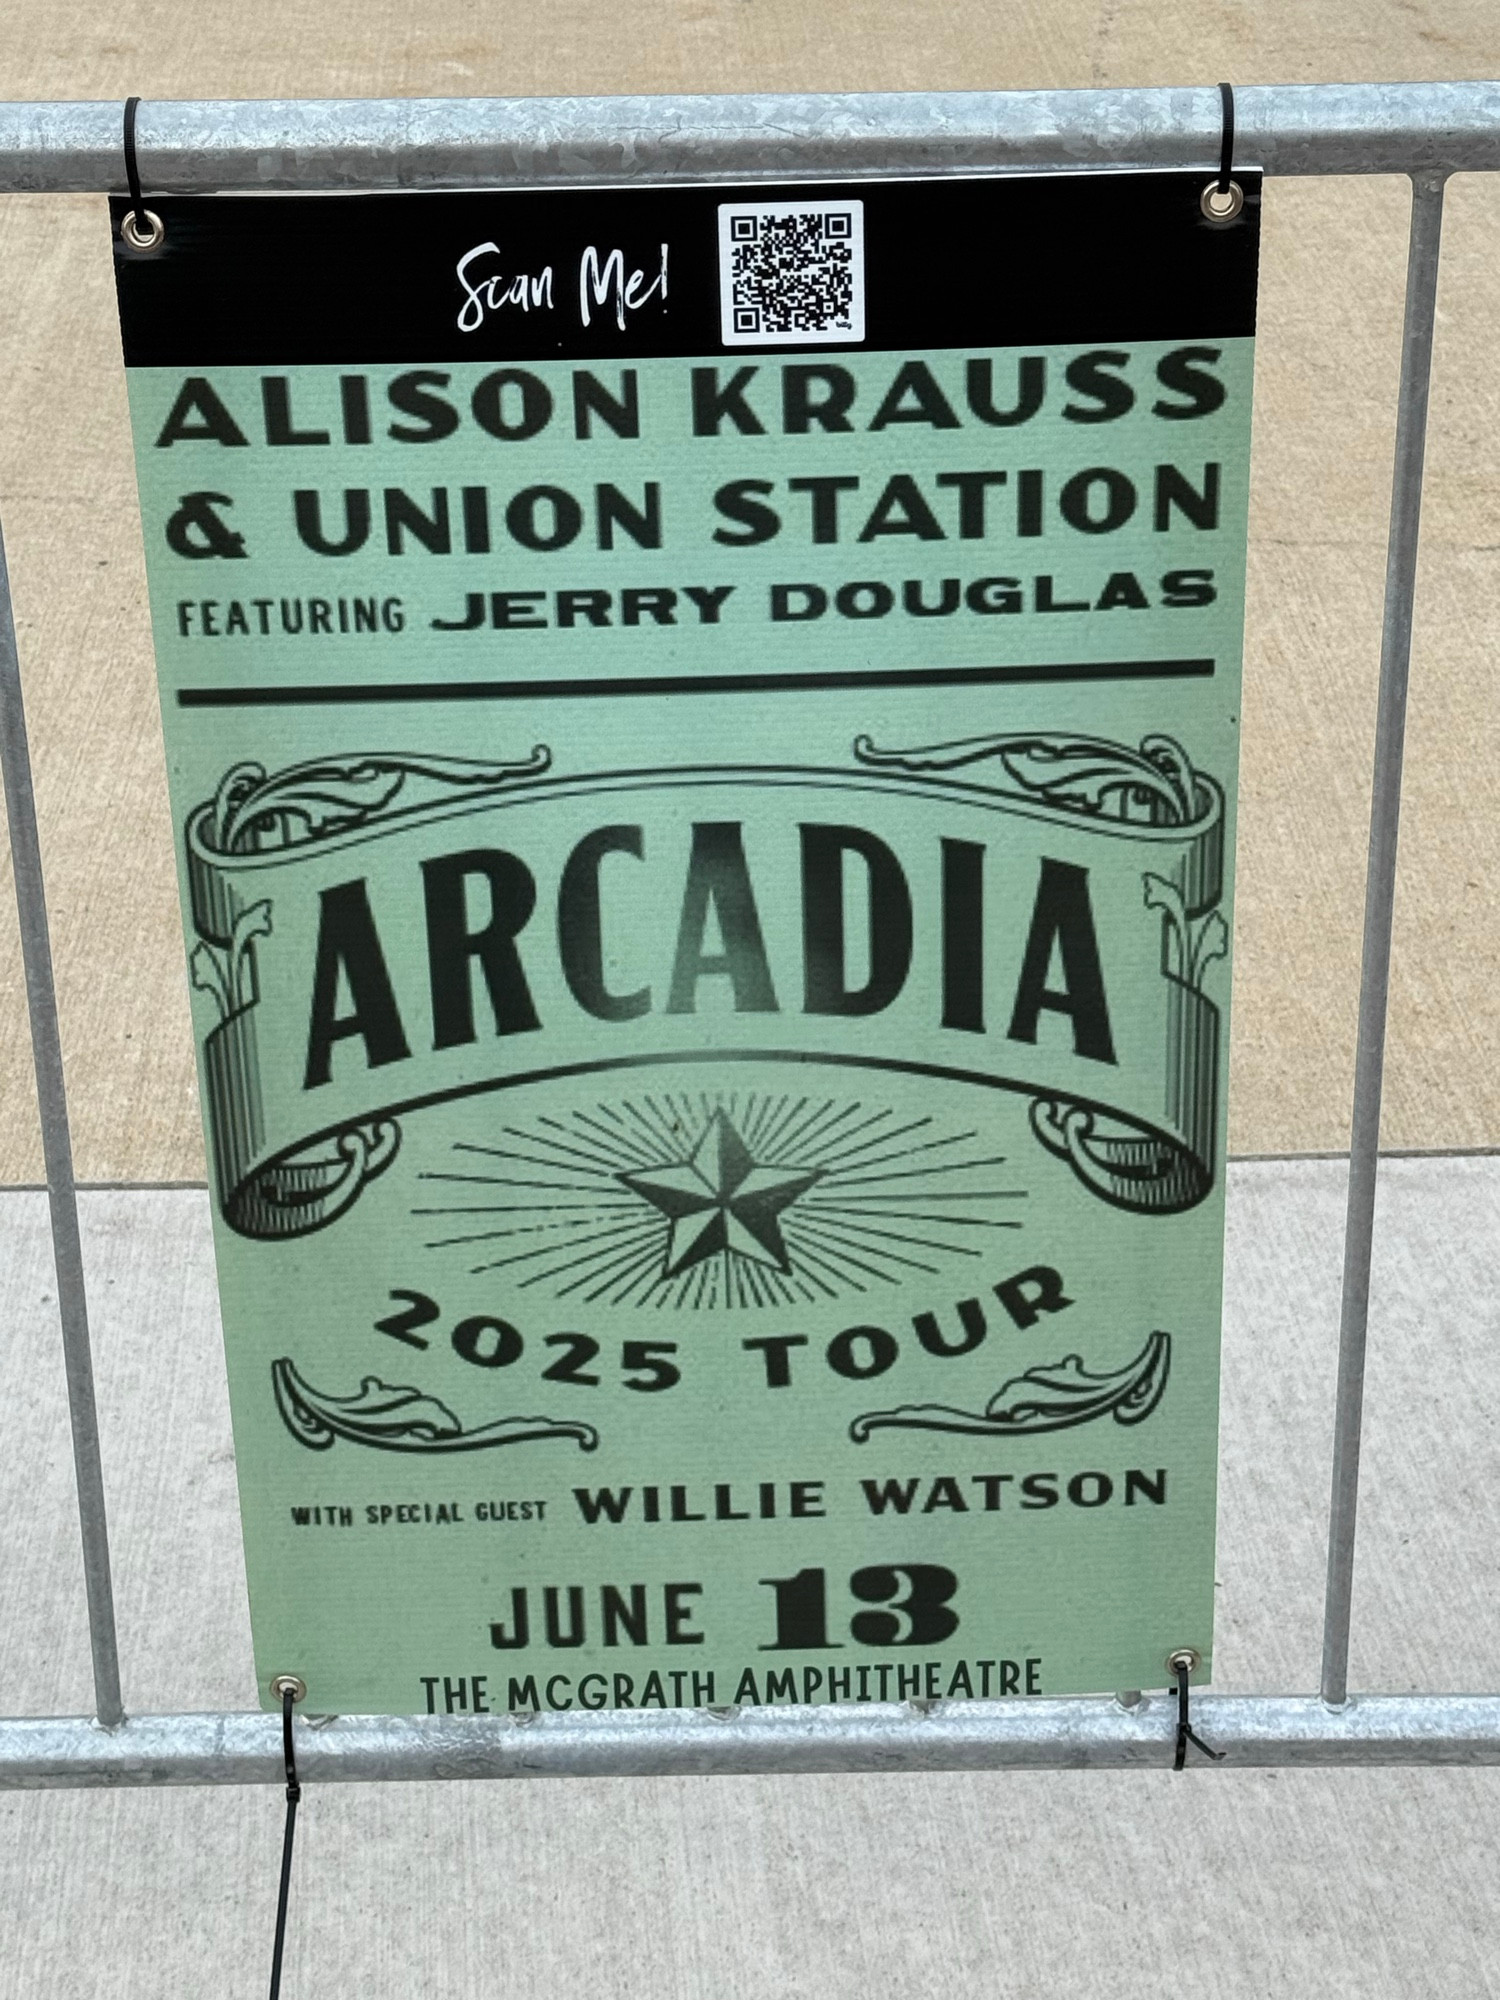 Scan Me!
ALISON KRAUSS
& UNION STATION
FEATURING JERRY DOUGLAS
ARCADIA
2025 TOUR
WITH SPECIAL GUEST WILLIE WATSON
JUNE 13
THE MCGRATH AMPHITHEATRE